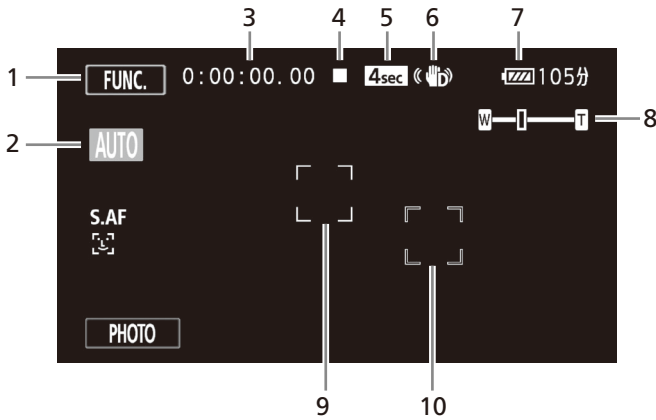 3 4 5 6 7
1 FUNC. 0:00:00.00 4sec D 105分
W T 8
2 AUTO
S.AF
PHOTO
9 10